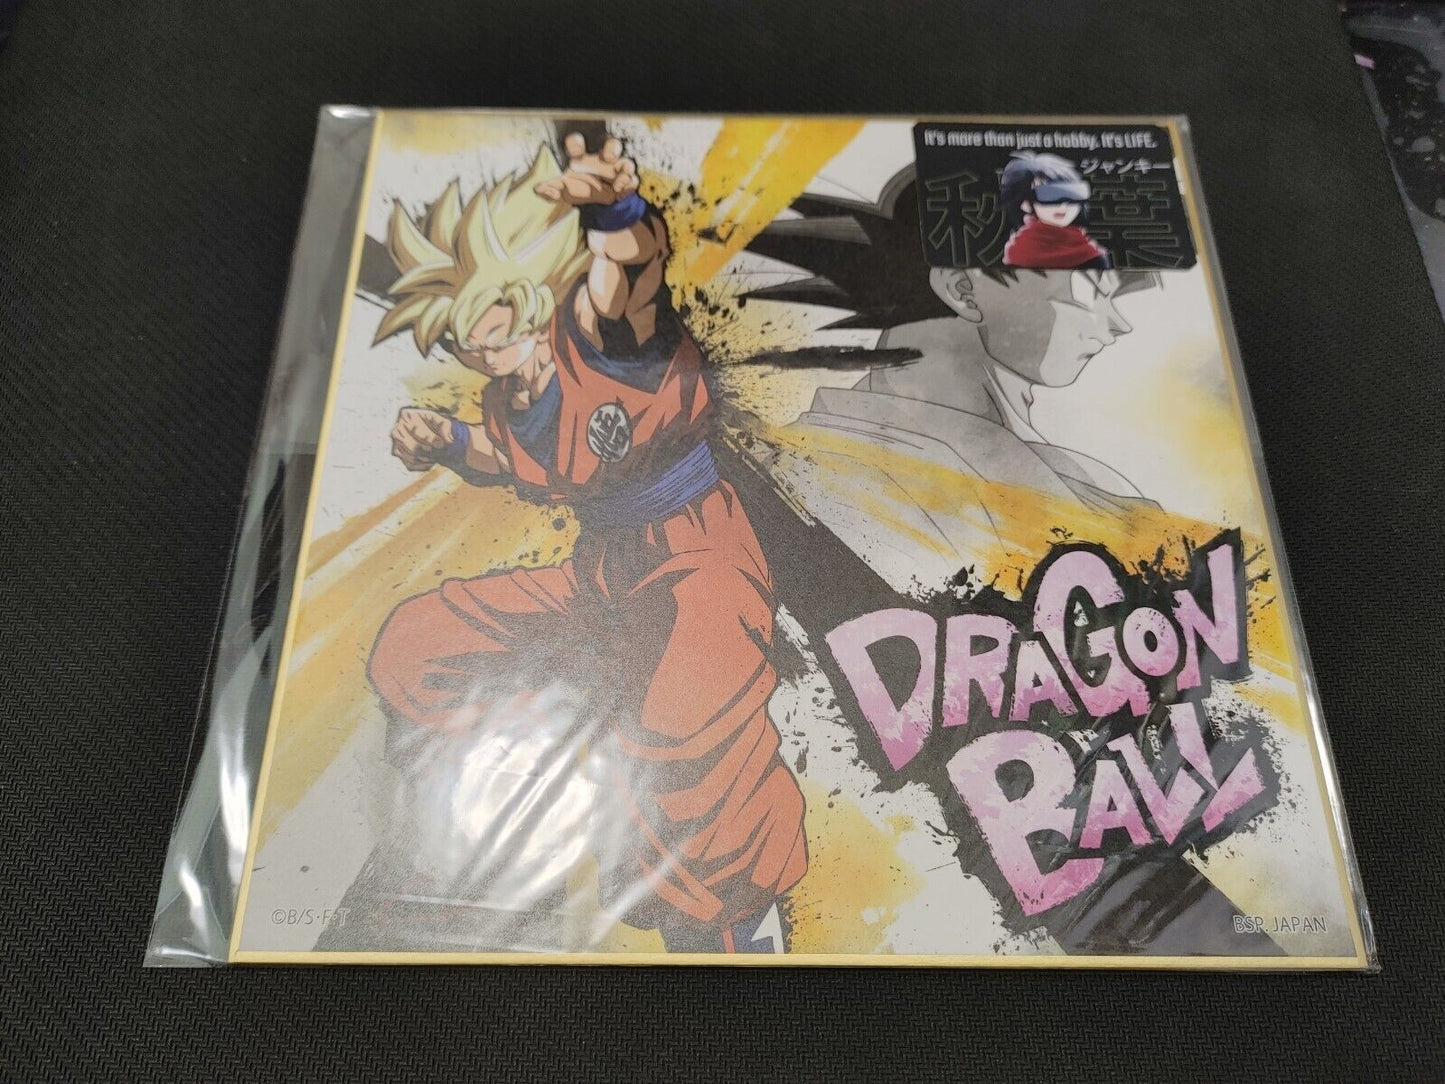 It's more than just a hobby. It's LIFE.
ジャンキー
秋葉
DRAGON
BALL
©B/S・F・T
BSP. JAPAN